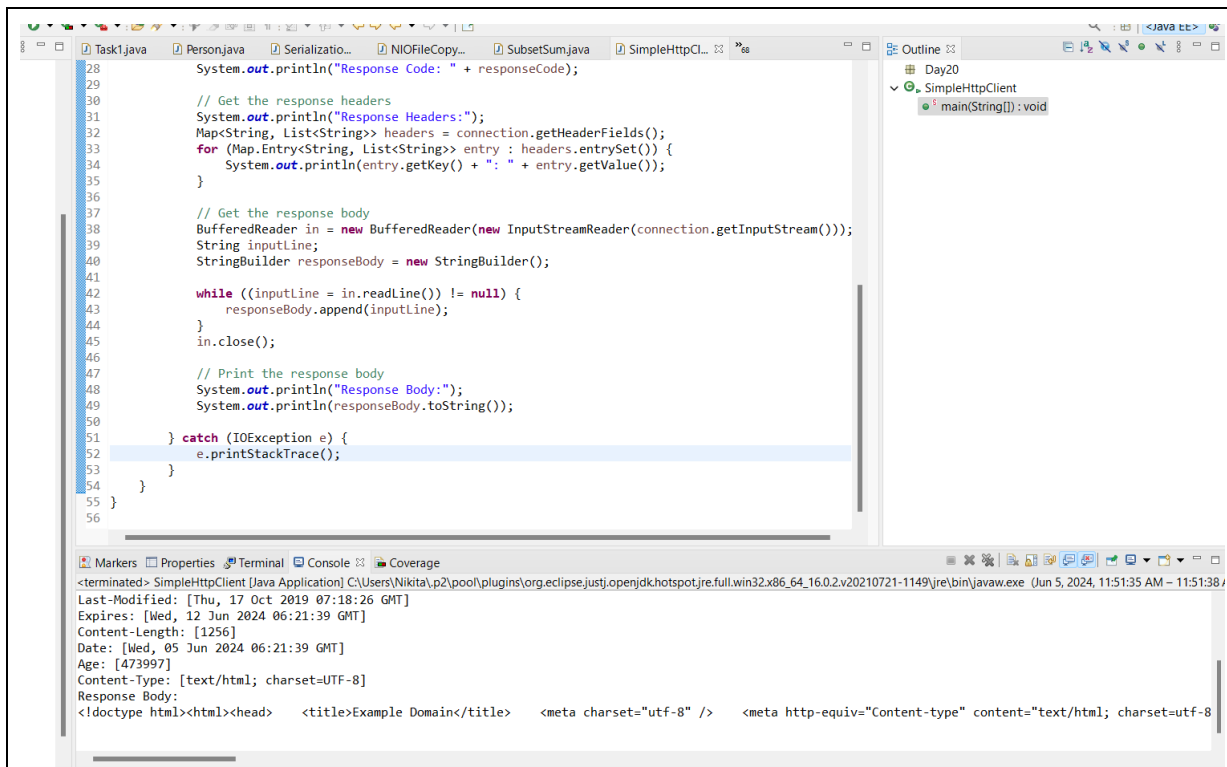 <Java EE>
Task1.java Person.java Serializatio... NIOFileCopy... SubsetSum.java SimpleHttpCl... »68
Outline
Day20
SimpleHttpClient
main(String[]) : void
28 System.out.println("Response Code: " + responseCode);
29
30 // Get the response headers
31 System.out.println("Response Headers:");
32 Map<String, List<String>> headers = connection.getHeaderFields();
33 for (Map.Entry<String, List<String>> entry : headers.entrySet()) {
34 System.out.println(entry.getKey() + ": " + entry.getValue());
35 }
36
37 // Get the response body
38 BufferedReader in = new BufferedReader(new InputStreamReader(connection.getInputStream()));
39 String inputLine;
40 StringBuilder responseBody = new StringBuilder();
41
42 while ((inputLine = in.readLine()) != null) {
43 responseBody.append(inputLine);
44 }
45 in.close();
46
47 // Print the response body
48 System.out.println("Response Body:");
49 System.out.println(responseBody.toString());
50
51 } catch (IOException e) {
52 e.printStackTrace();
53 }
54 }
55 }
56
Markers Properties Terminal Console Coverage
<terminated> SimpleHttpClient [Java Application] C:\Users\Nikita\.p2\pool\plugins\org.eclipse.justj.openjdk.hotspot.jre.full.win32.x86_64_16.0.2.v20210721-1149\jre\bin\javaw.exe (Jun 5, 2024, 11:51:35 AM – 11:51:38 A
Last-Modified: [Thu, 17 Oct 2019 07:18:26 GMT]
Expires: [Wed, 12 Jun 2024 06:21:39 GMT]
Content-Length: [1256]
Date: [Wed, 05 Jun 2024 06:21:39 GMT]
Age: [473997]
Content-Type: [text/html; charset=UTF-8]
Response Body:
<!doctype html><html><head> <title>Example Domain</title> <meta charset="utf-8" /> <meta http-equiv="Content-type" content="text/html; charset=utf-8